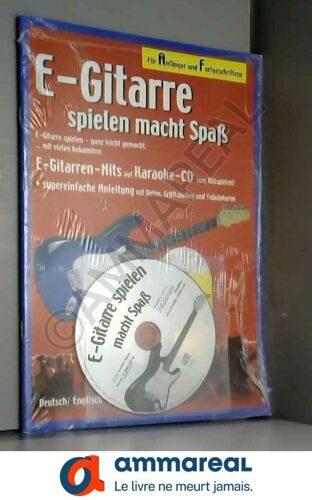 für Anfänger und Fortgeschrittene
E-Gitarre
spielen macht Spaß
E-Gitarre spielen - ganz leicht gemacht.
... mit vielen bekannten
E-Gitarren-Hits auf Karaoke-CD zum Mitspielen!
supereinfache Anleitung mit Noten, Grifftabellen und Tabulaturen
E-Gitarre spielen
macht Spaß
Deutsch/ Englisch
© AMMAREAL
ammareal
Le livre ne meurt jamais.